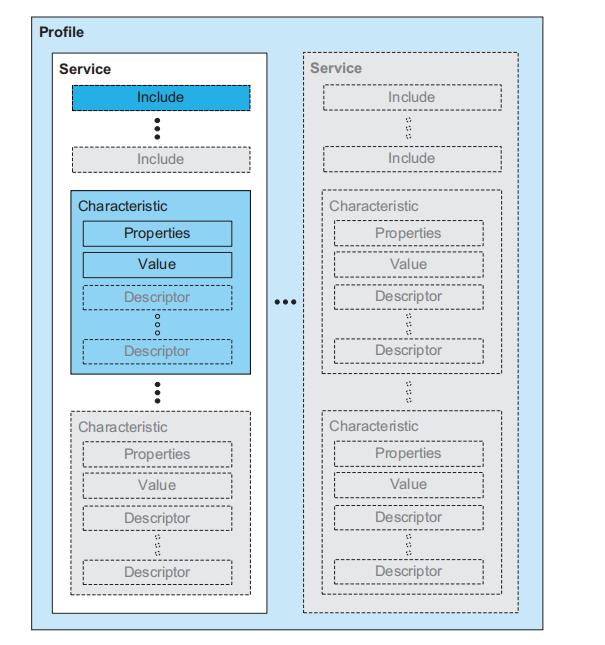 Profile
Service
Include
Include
Characteristic
Properties
Value
Descriptor
Descriptor
Characteristic
Properties
Value
Descriptor
Descriptor
Service
Include
Include
Characteristic
Properties
Value
Descriptor
Descriptor
Characteristic
Properties
Value
Descriptor
Descriptor